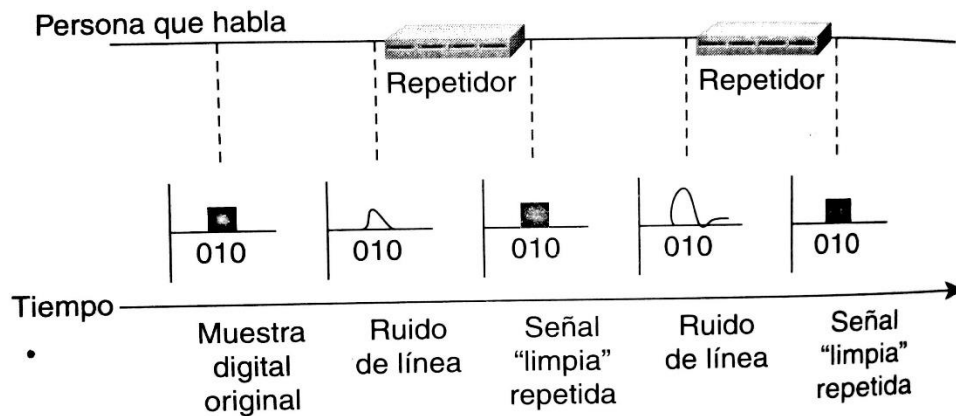 Persona que habla
Repetidor
Repetidor
010
010
010
010
010
Tiempo
Muestra
digital
original
Ruido
de línea
Señal
“limpia”
repetida
Ruido
de línea
Señal
“limpia”
repetida